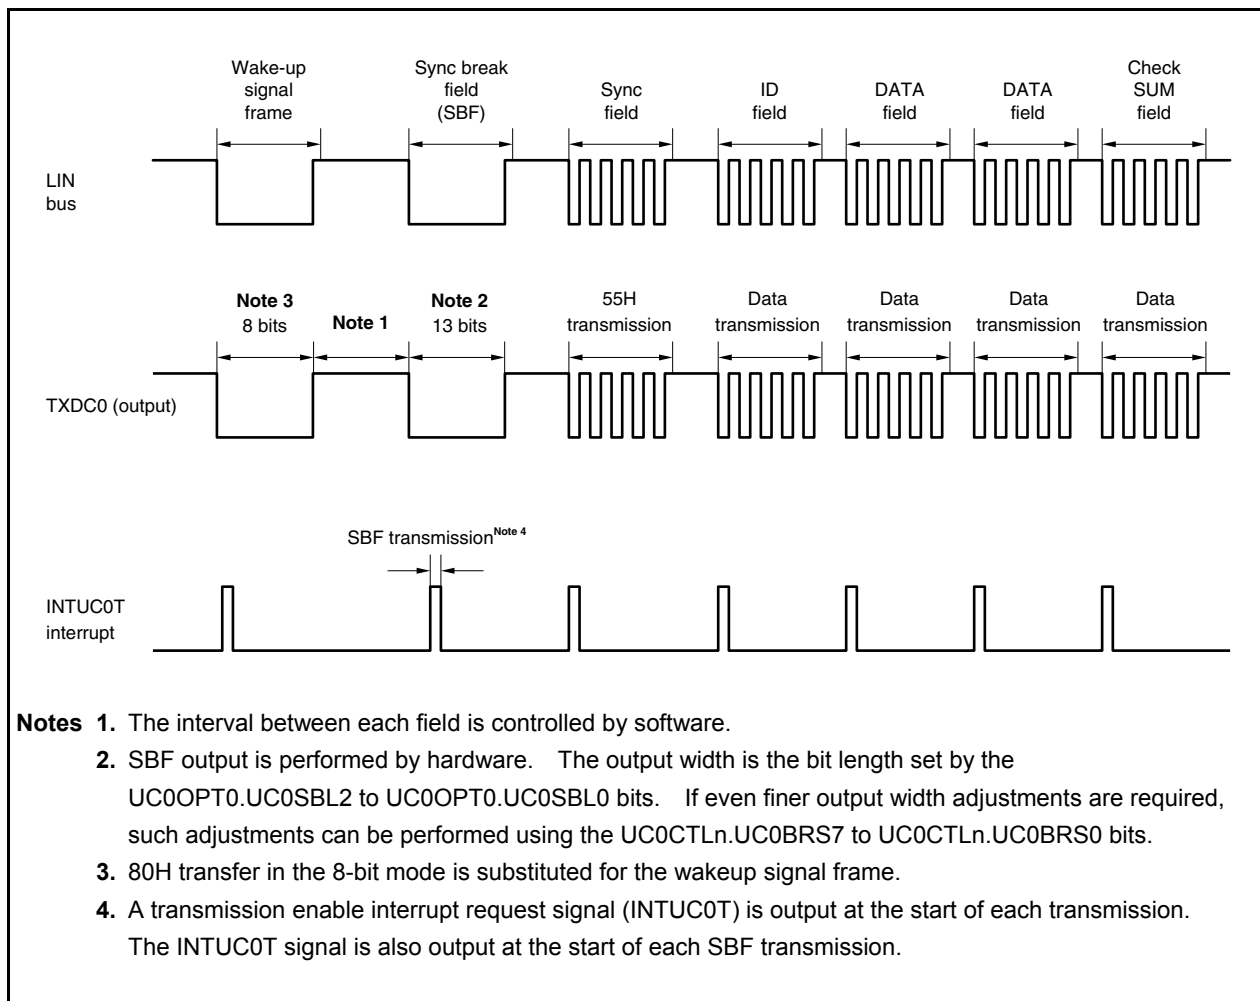 Wake-up
signal
frame
Sync break
field
(SBF)
Sync
field
ID
field
DATA
field
DATA
field
Check
SUM
field
LIN
bus
Note 3
8 bits
Note 1
Note 2
13 bits
55H
transmission
Data
transmission
Data
transmission
Data
transmission
Data
transmission
TXDC0 (output)
SBF transmissionNote 4
INTUC0T
interrupt
Notes 1. The interval between each field is controlled by software.
2. SBF output is performed by hardware. The output width is the bit length set by the
UC0OPT0.UC0SBL2 to UC0OPT0.UC0SBL0 bits. If even finer output width adjustments are required,
such adjustments can be performed using the UC0CTLn.UC0BRS7 to UC0CTLn.UC0BRS0 bits.
3. 80H transfer in the 8-bit mode is substituted for the wakeup signal frame.
4. A transmission enable interrupt request signal (INTUC0T) is output at the start of each transmission.
The INTUC0T signal is also output at the start of each SBF transmission.